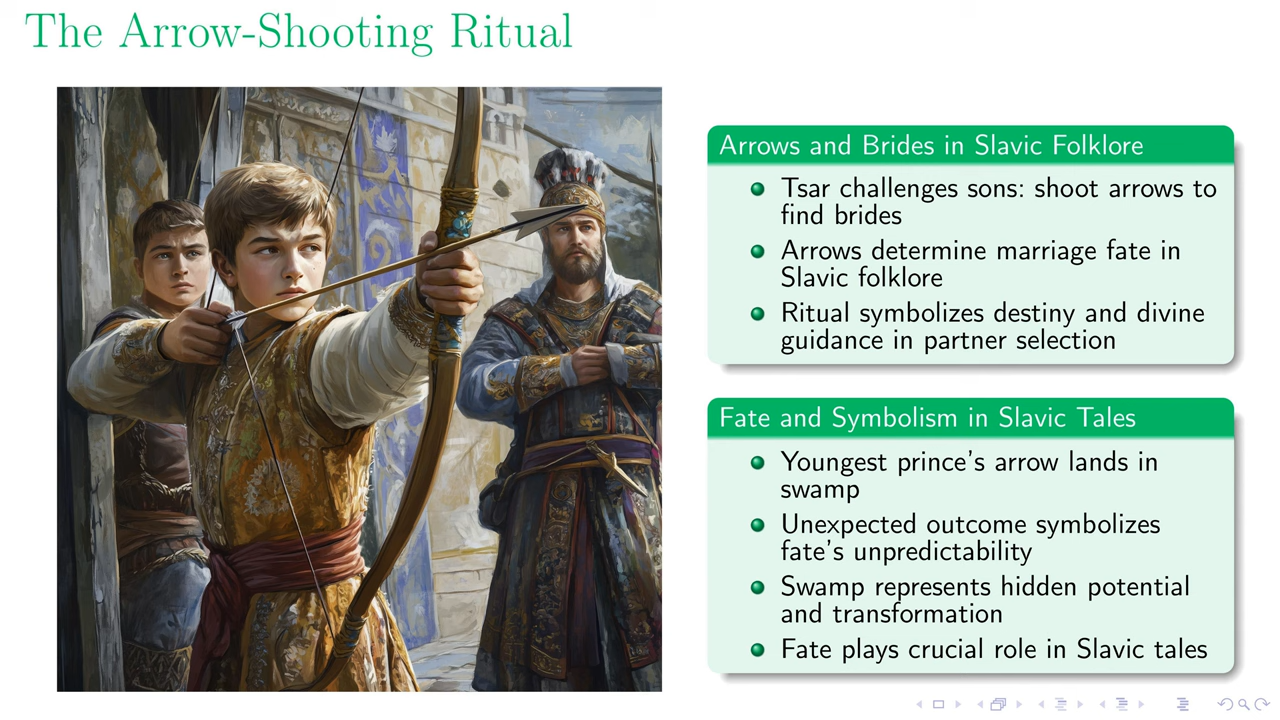 The Arrow-Shooting Ritual
Arrows and Brides in Slavic Folklore
Tsar challenges sons: shoot arrows to
find brides
Arrows determine marriage fate in
Slavic folklore
Ritual symbolizes destiny and divine
guidance in partner selection
Fate and Symbolism in Slavic Tales
Youngest prince's arrow lands in
swamp
Unexpected outcome symbolizes
fate's unpredictability
Swamp represents hidden potential
and transformation
Fate plays crucial role in Slavic tales